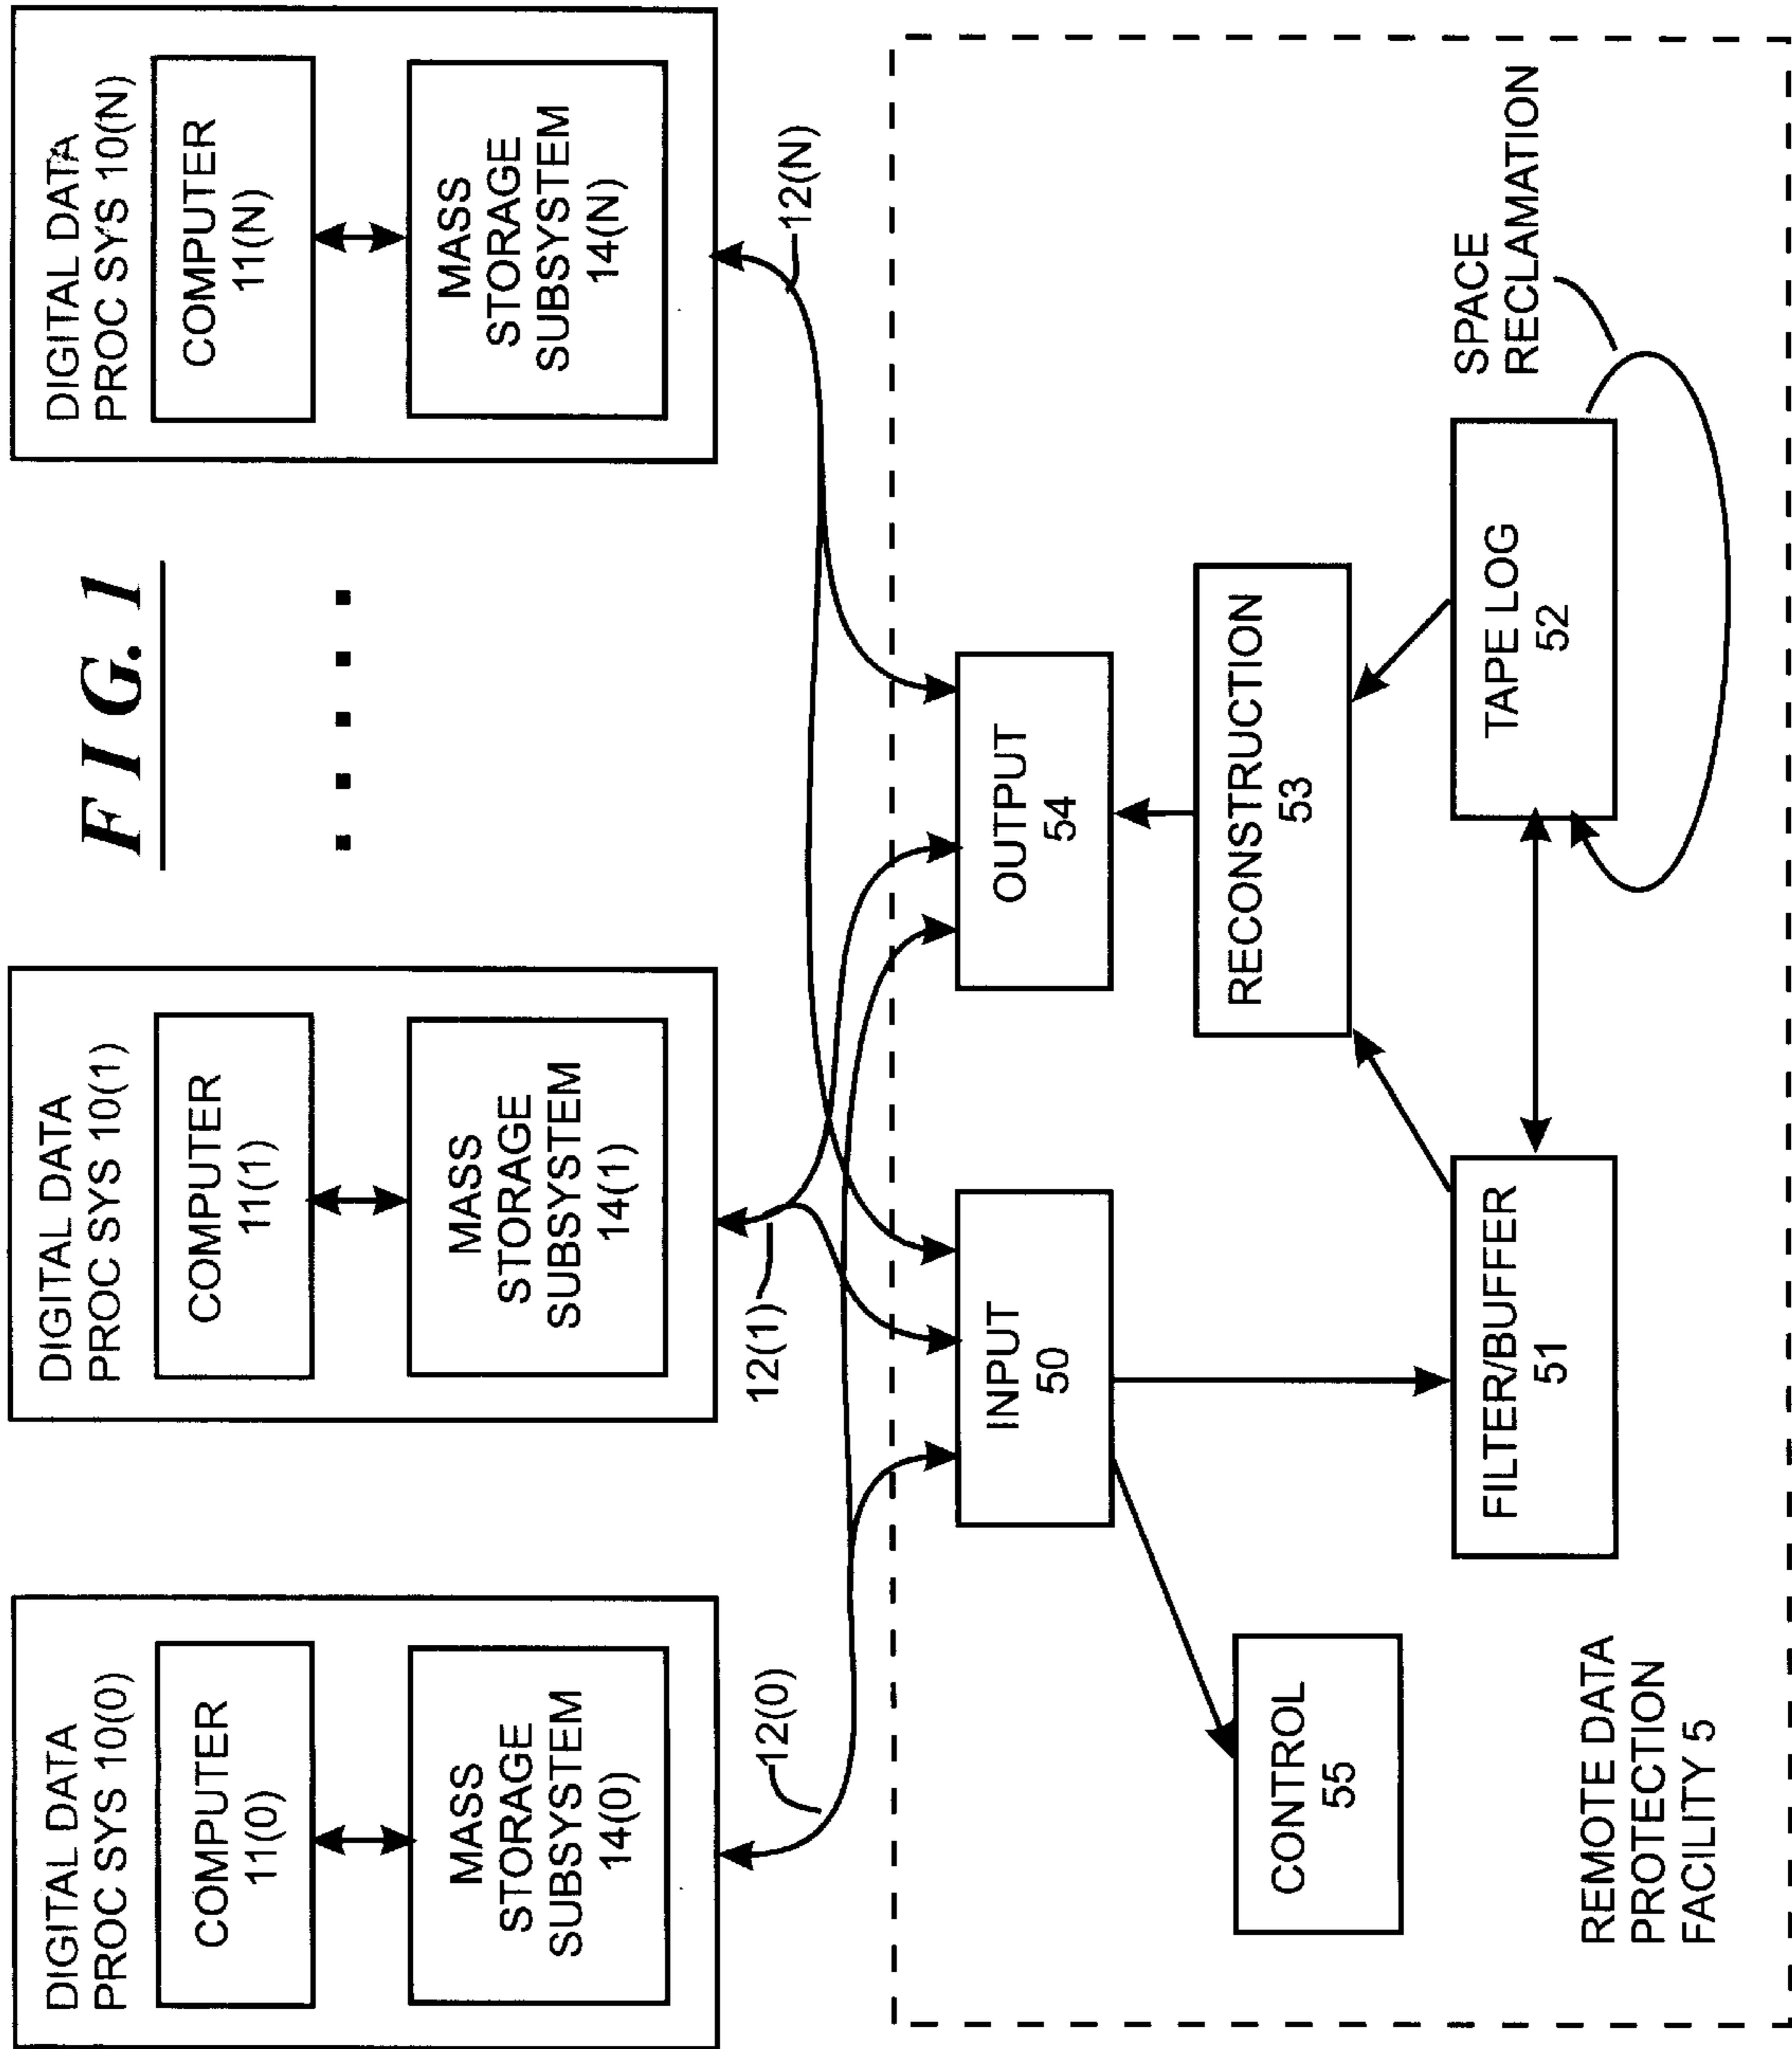 DIGITAL DATA
PROC SYS 10(0)
COMPUTER
11(0)
MASS
STORAGE
SUBSYSTEM
14(0)
12(0)
DIGITAL DATA
PROC SYS 10(1)
COMPUTER
11(1)
MASS
STORAGE
SUBSYSTEM
14(1)
12(1)
FIG. 1
DIGITAL DATA
PROC SYS 10(N)
COMPUTER
11(N)
MASS
STORAGE
SUBSYSTEM
14(N)
12(N)
INPUT
50
OUTPUT
54
CONTROL
55
RECONSTRUCTION
53
FILTER/BUFFER
51
TAPE LOG
52
SPACE
RECLAMATION
REMOTE DATA
PROTECTION
FACILITY 5